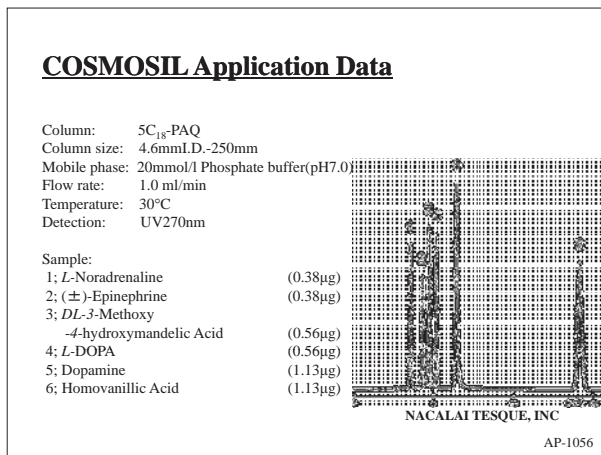 COSMOSIL Application Data
Column: 5C18-PAQ
Column size: 4.6mmI.D.-250mm
Mobile phase: 20mmol/l Phosphate buffer(pH7.0)
Flow rate: 1.0 ml/min
Temperature: 30°C
Detection: UV270nm
Sample:
1; L-Noradrenaline (0.38μg)
2; (±)-Epinephrine (0.38μg)
3; DL-3-Methoxy
-4-hydroxymandelic Acid (0.56μg)
4; L-DOPA (0.56μg)
5; Dopamine (1.13μg)
6; Homovanillic Acid (1.13μg)
NACALAI TESQUE, INC
AP-1056